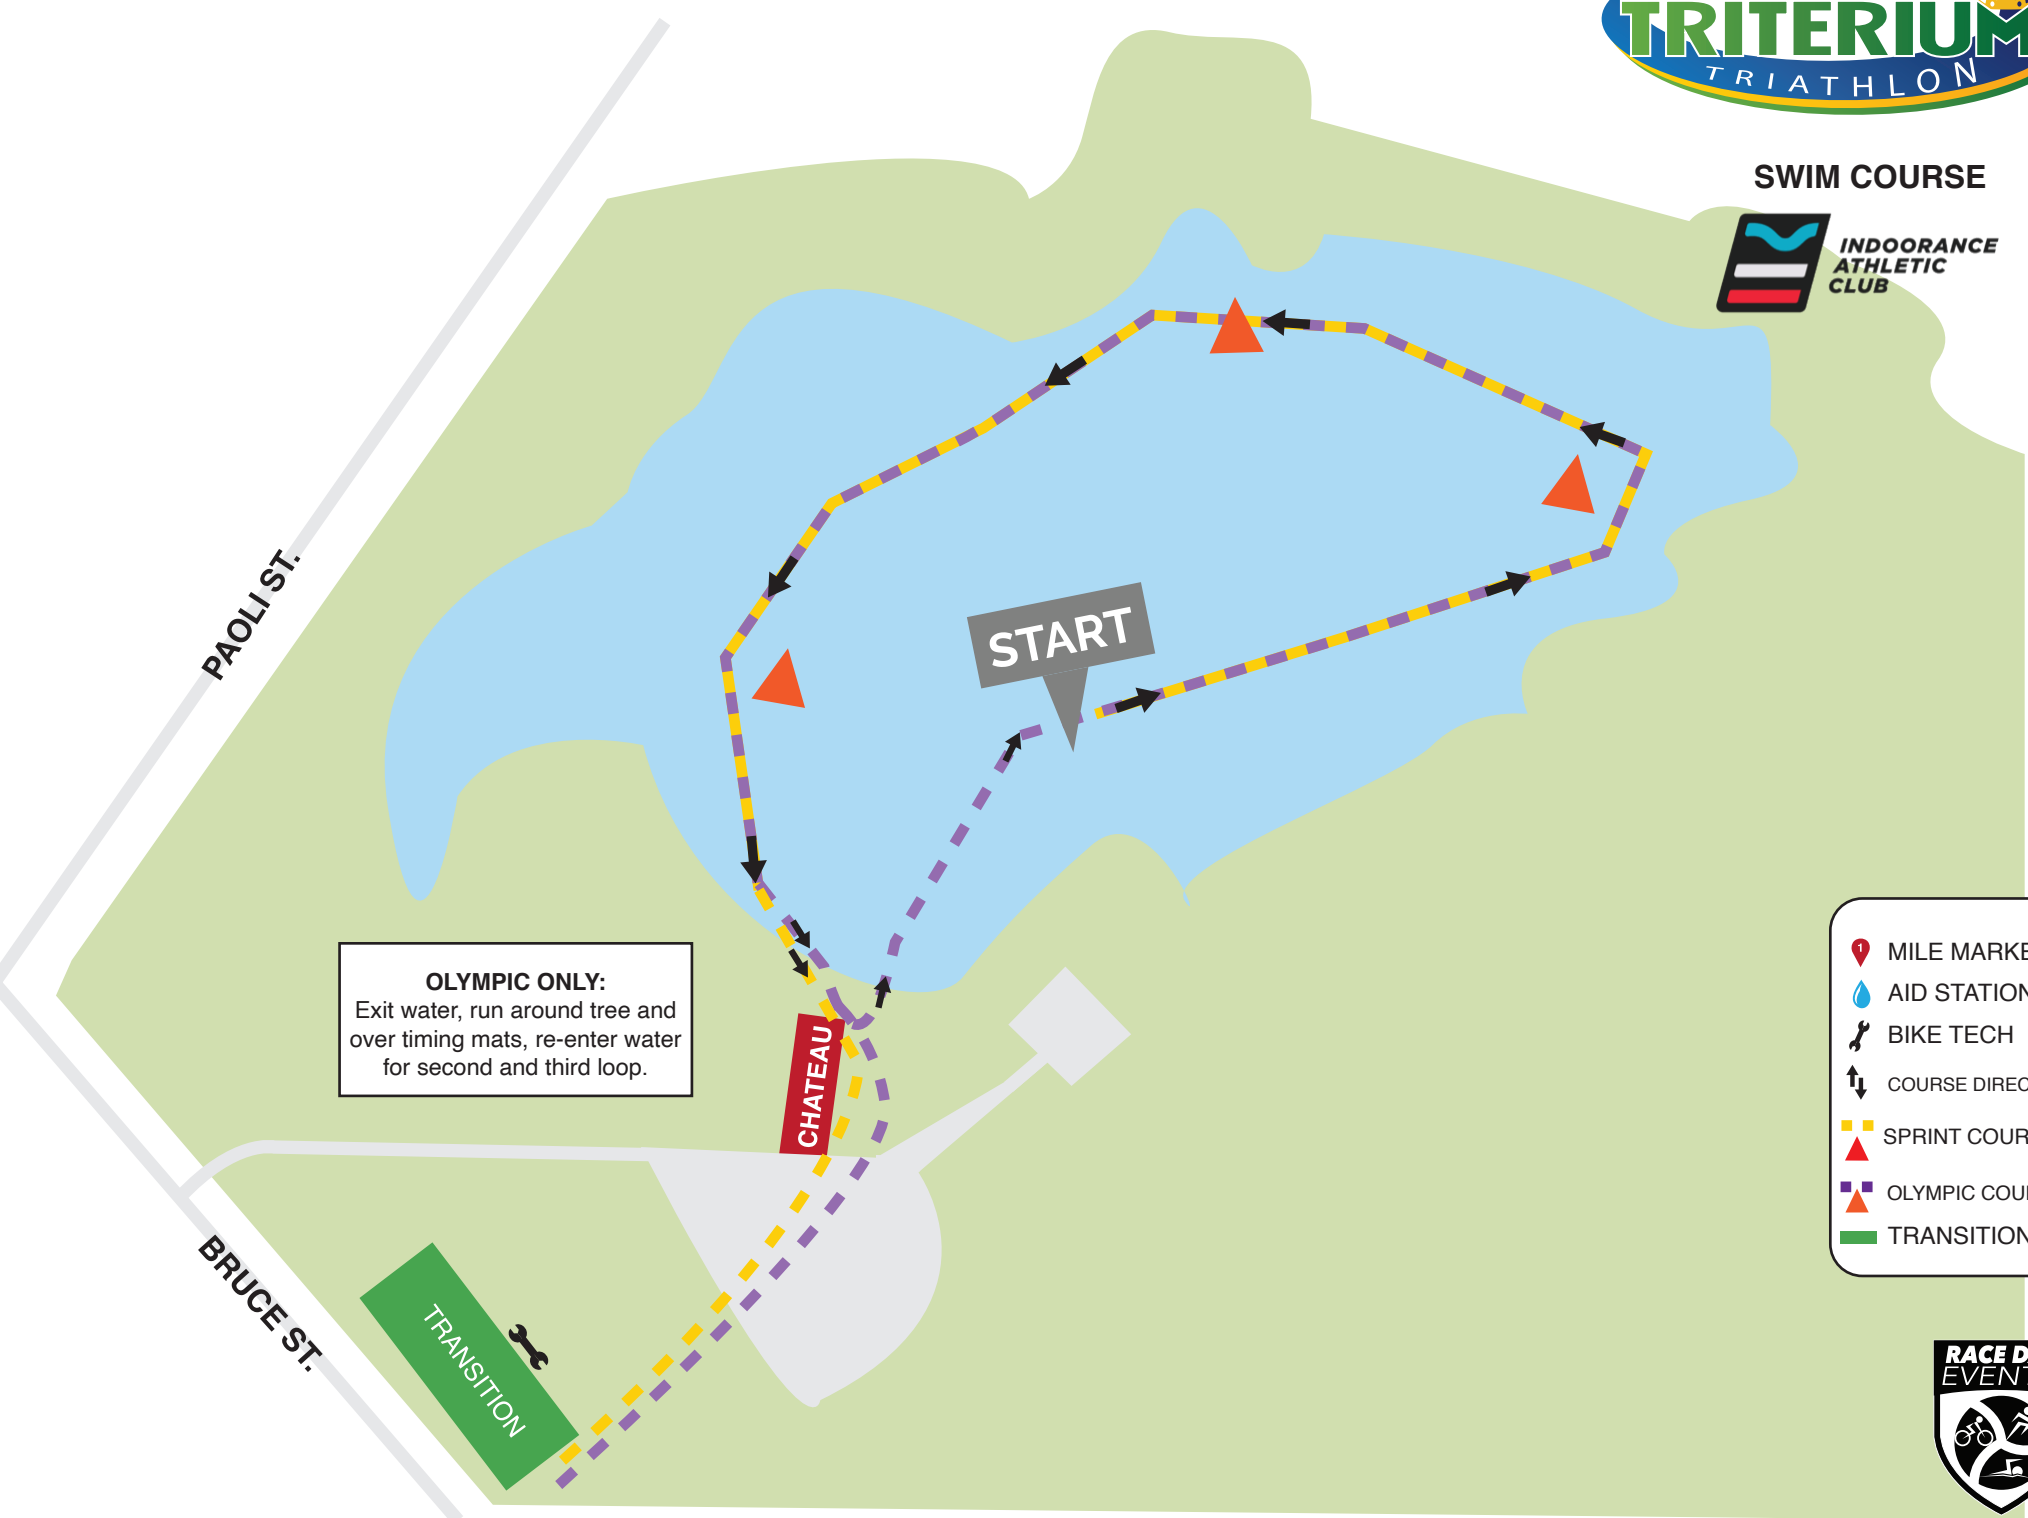 TRITERIUM
TRIATHLON
SWIM COURSE
INDOORANCE
ATHLETIC
CLUB
PAOLI ST.
START
OLYMPIC ONLY:
Exit water, run around tree and
over timing mats, re-enter water
for second and third loop.
CHATEAU
BRUCE ST.
TRANSITION
1
MILE MARKE
AID STATION
BIKE TECH
COURSE DIREC
SPRINT COUR
OLYMPIC COU
TRANSITION
RACE D
EVENT